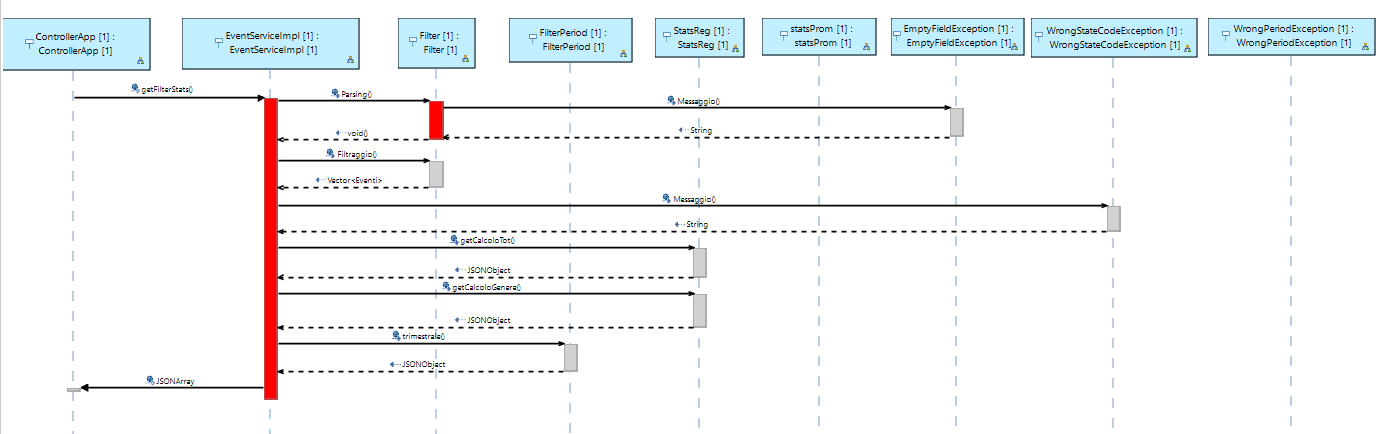 ControllerApp [1] :
ControllerApp [1]
EventServiceImpl [1] :
EventServiceImpl [1]
Filter [1] :
Filter [1]
FilterPeriod [1] :
FilterPeriod [1]
StatsReg [1] :
StatsReg [1]
statsProm [1] :
statsProm [1]
EmptyFieldException [1] :
EmptyFieldException [1]
WrongStateCodeException [1] :
WrongStateCodeException [1]
WrongPeriodException [1] :
WrongPeriodException [1]
getFilterStats()
Parsing()
Messaggio()
String
void()
Filtraggio()
Vector<Eventi>
Messaggio()
String
getCalcoloTot()
JSONObject
getCalcoloGenere()
JSONObject
trimestrale()
JSONObject
JSONArray